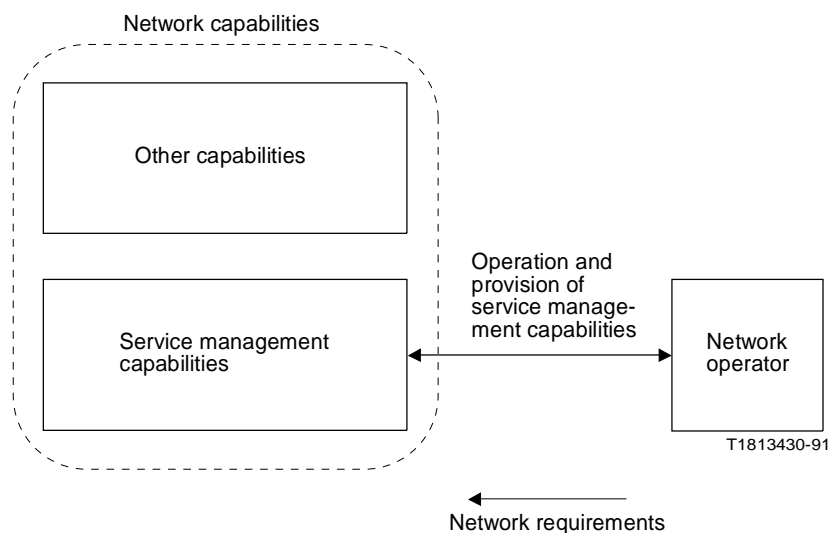 Network capabilities
Other capabilities
Operation and
provision of
service manage-
ment capabilities
Service management
capabilities
Network
operator
T1813430-91
Network requirements